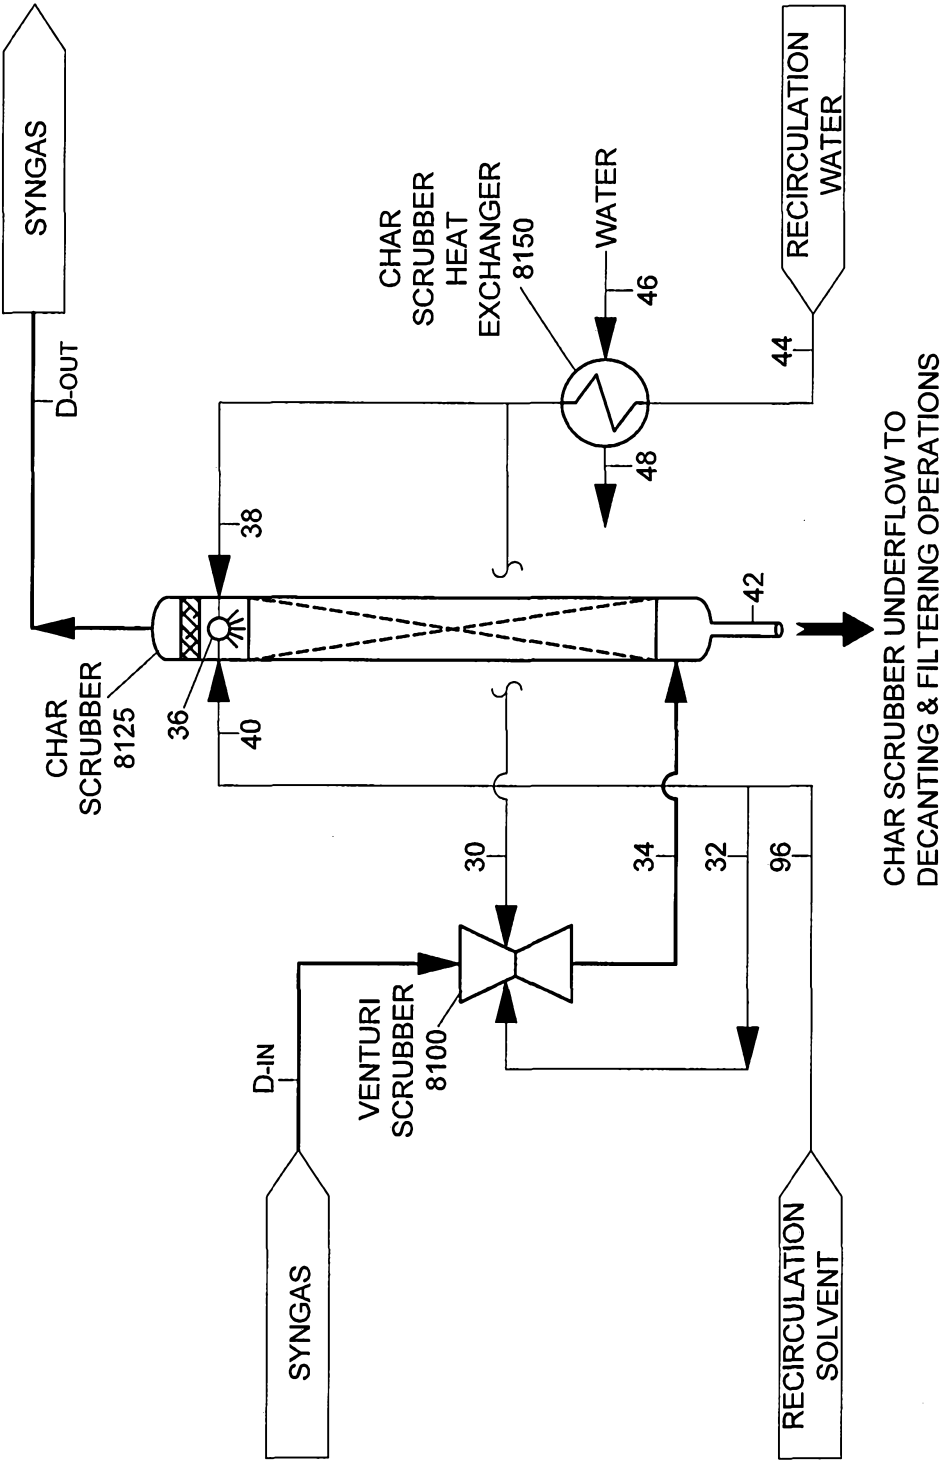 SYNGAS
D-OUT
CHAR
SCRUBBER
HEAT
EXCHANGER
8150
WATER
46
48
44
RECIRCULATION
WATER
38
CHAR
SCRUBBER
8125
36
40
42
30
34
32
96
D-IN
VENTURI
SCRUBBER
8100
SYNGAS
RECIRCULATION
SOLVENT
CHAR SCRUBBER UNDERFLOW TO
DECANTING & FILTERING OPERATIONS